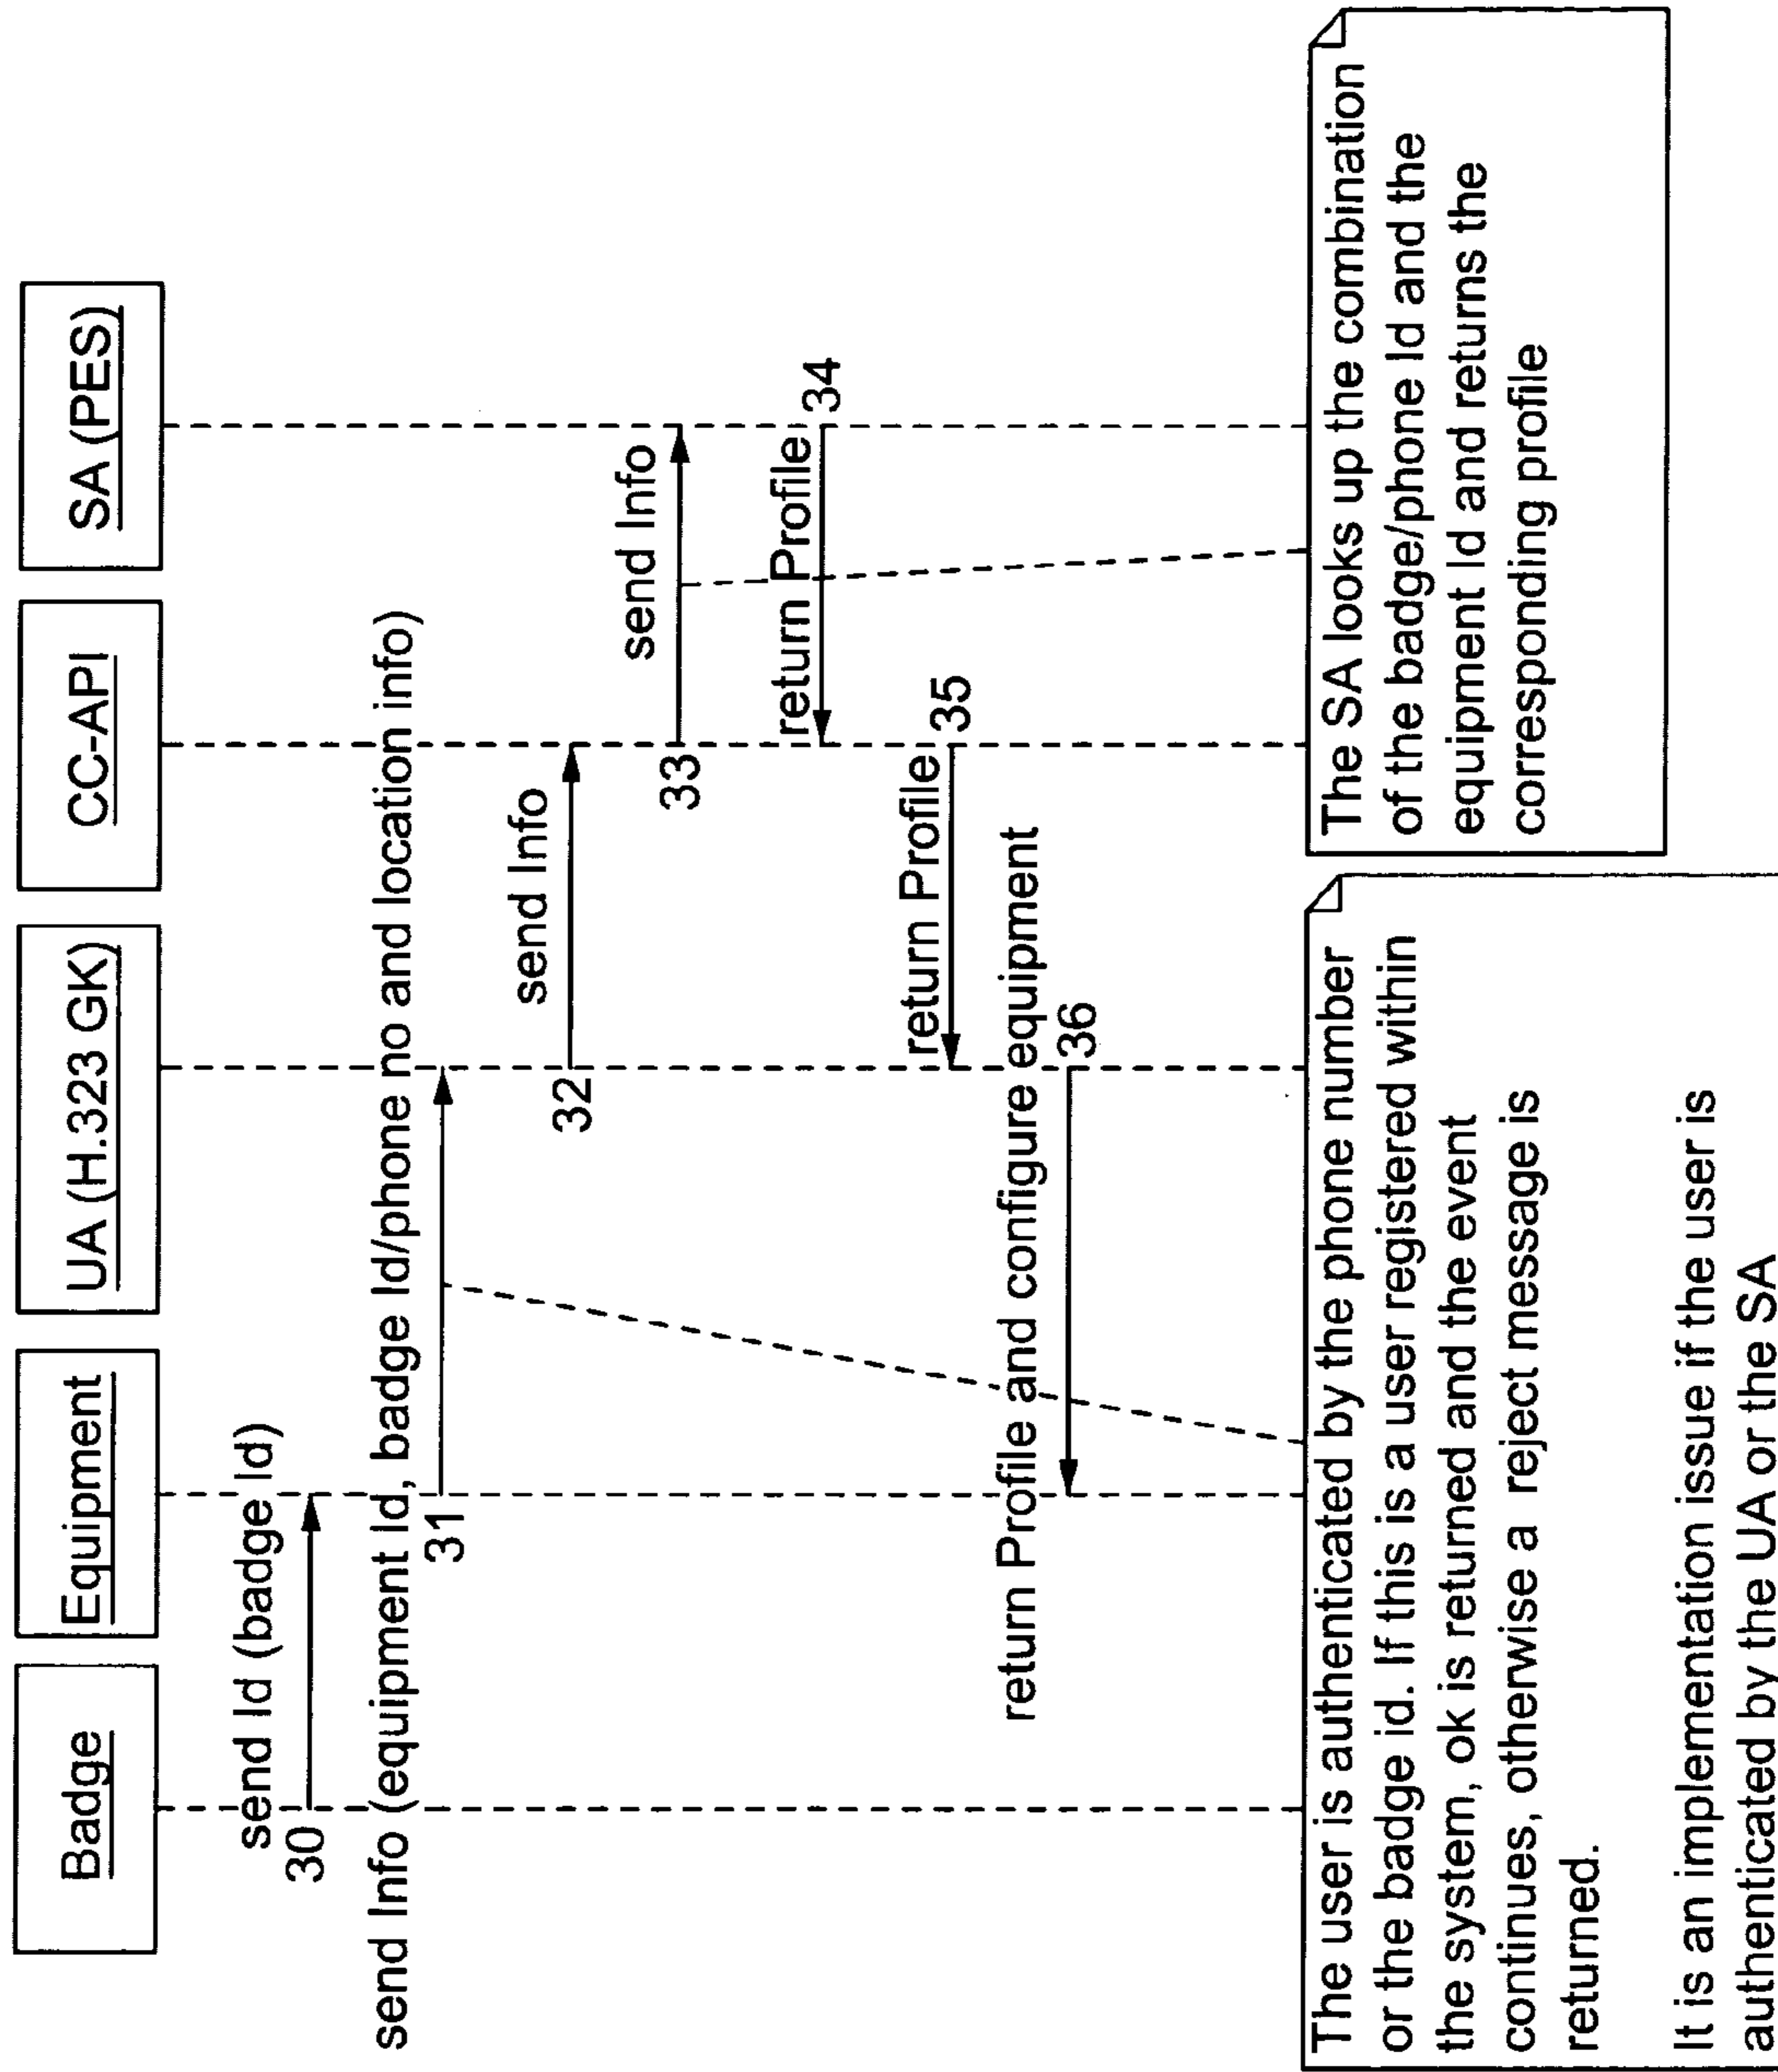 Badge
Equipment
UA (H.323 GK)
CC-API
SA (PES)
send Id (badge Id)
30
send Info (equipment Id, badge Id/phone no and location info)
31
send Info
32
send Info
33
return Profile
34
return Profile
35
return Profile and configure equipment
36
The user is authenticated by the phone number
or the badge id. If this is a user registered within
the system, ok is returned and the event
continues, otherwise a reject message is
returned.
It is an implementation issue if the user is
authenticated by the UA or the SA
The SA looks up the combination
of the badge/phone Id and the
equipment Id and returns the
corresponding profile